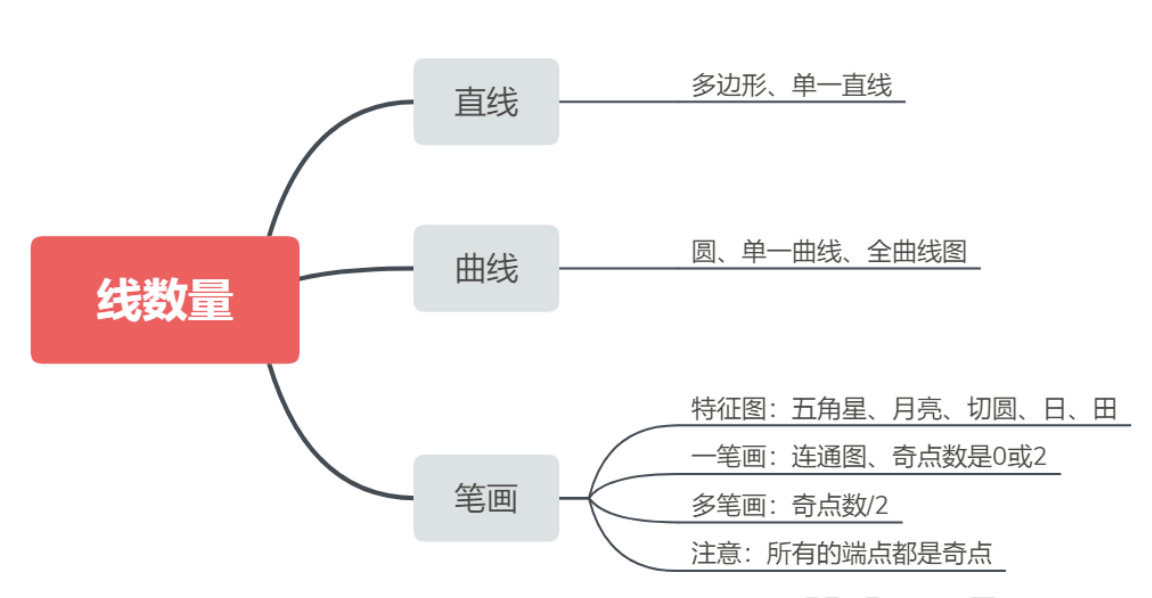 线数量
直线
多边形、单一直线
曲线
圆、单一曲线、全曲线图
笔画
特征图：五角星、月亮、切圆、日、田
一笔画：连通图、奇点数是0或2
多笔画：奇点数/2
注意：所有的端点都是奇点